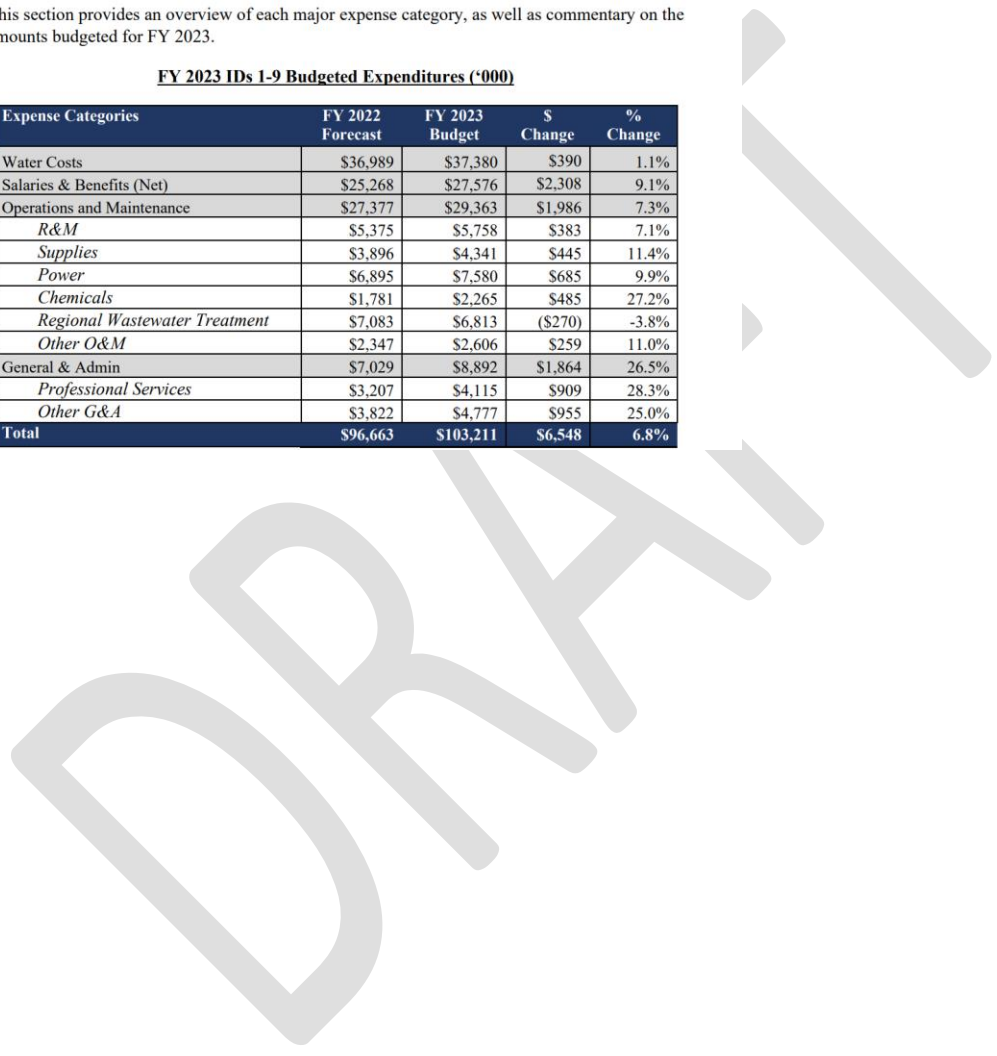 his section provides an overview of each major expense category, as well as commentary on the
mounts budgeted for FY 2023.
FY 2023 IDs 1-9 Budgeted Expenditures (‘000)
Expense Categories FY 2022 Forecast FY 2023 Budget $ Change % Change
Water Costs $36,989 $37,380 $390 1.1%
Salaries & Benefits (Net) $25,268 $27,576 $2,308 9.1%
Operations and Maintenance $27,377 $29,363 $1,986 7.3%
R&M $5,375 $5,758 $383 7.1%
Supplies $3,896 $4,341 $445 11.4%
Power $6,895 $7,580 $685 9.9%
Chemicals $1,781 $2,265 $485 27.2%
Regional Wastewater Treatment $7,083 $6,813 ($270) -3.8%
Other O&M $2,347 $2,606 $259 11.0%
General & Admin $7,029 $8,892 $1,864 26.5%
Professional Services $3,207 $4,115 $909 28.3%
Other G&A $3,822 $4,777 $955 25.0%
Total $96,663 $103,211 $6,548 6.8%
DRAFT